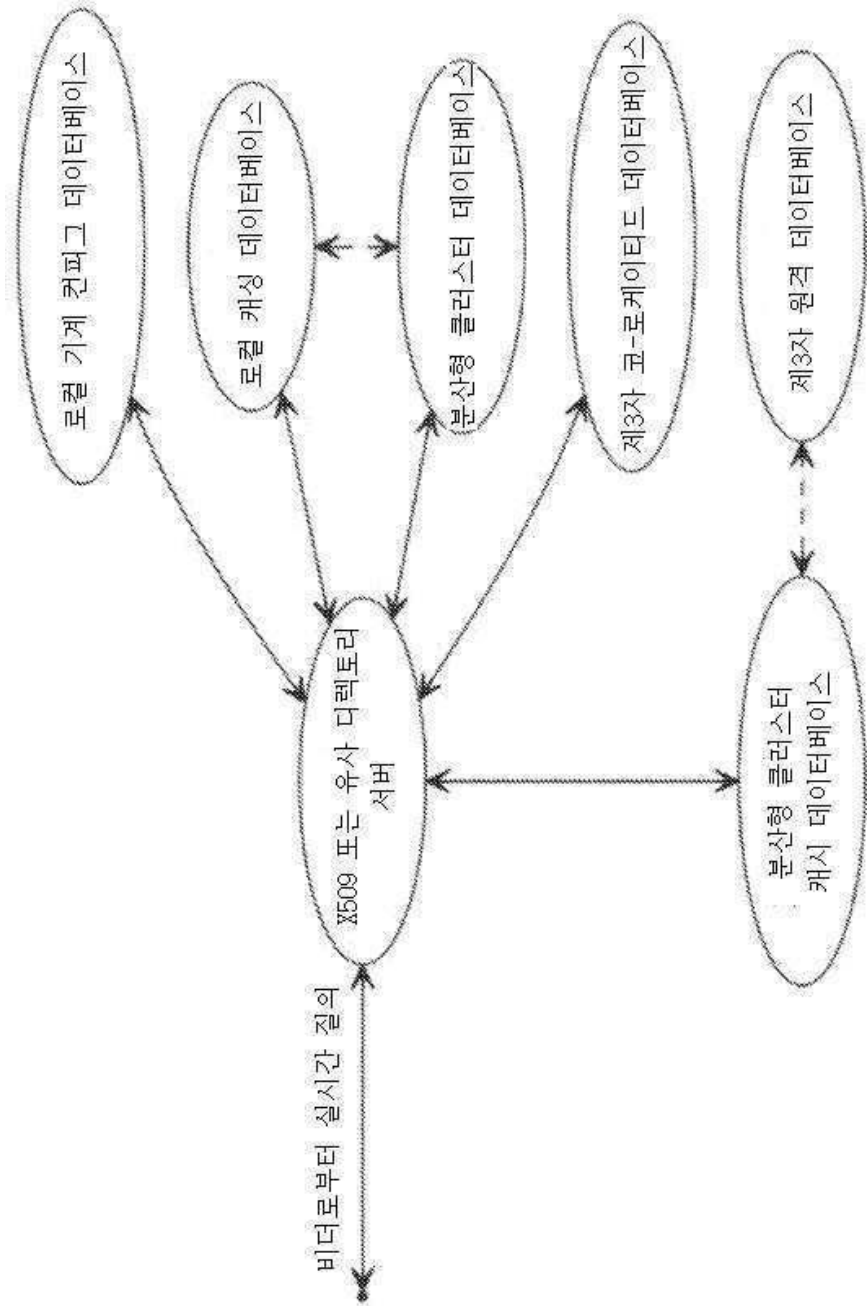 로컬 기계 컨피그 데이터베이스
로컬 캐싱 데이터베이스
분산형 클러스터 데이터베이스
제3자 코-로케이티드 데이터베이스
제3자 원격 데이터베이스
비더로부터 실시간 질의
X509 또는 유사 디렉토리
서버
분산형 클러스터
캐시 데이터베이스